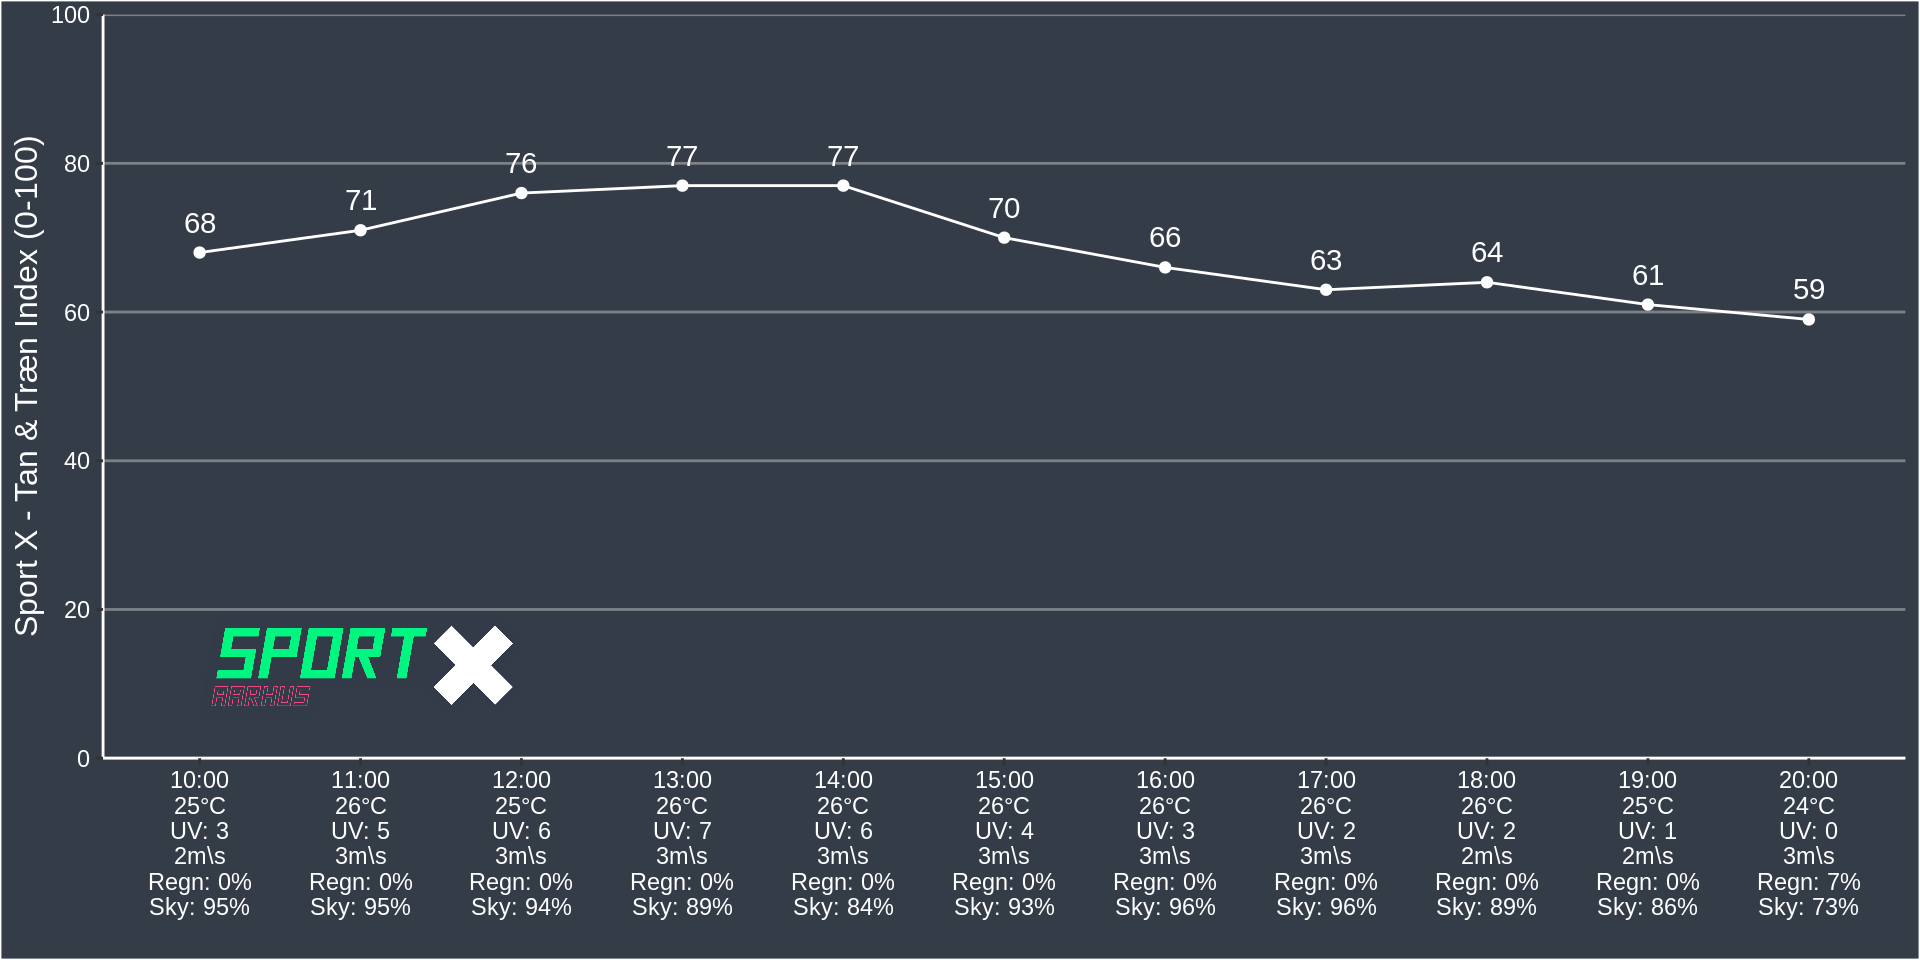 Sport X - Tan & Træn Index (0-100)
100
80
60
40
20
0
68
71
76
77
77
70
66
63
64
61
59
SPORT X
AARHUS
10:00 11:00 12:00 13:00 14:00 15:00 16:00 17:00 18:00 19:00 20:00
25°C 26°C 25°C 26°C 26°C 26°C 26°C 26°C 26°C 25°C 24°C
UV: 3 UV: 5 UV: 6 UV: 7 UV: 6 UV: 4 UV: 3 UV: 2 UV: 2 UV: 1 UV: 0
2m\s 3m\s 3m\s 3m\s 3m\s 3m\s 3m\s 3m\s 2m\s 2m\s 3m\s
Regn: 0% Regn: 0% Regn: 0% Regn: 0% Regn: 0% Regn: 0% Regn: 0% Regn: 0% Regn: 0% Regn: 0% Regn: 7%
Sky: 95% Sky: 95% Sky: 94% Sky: 89% Sky: 84% Sky: 93% Sky: 96% Sky: 96% Sky: 89% Sky: 86% Sky: 73%